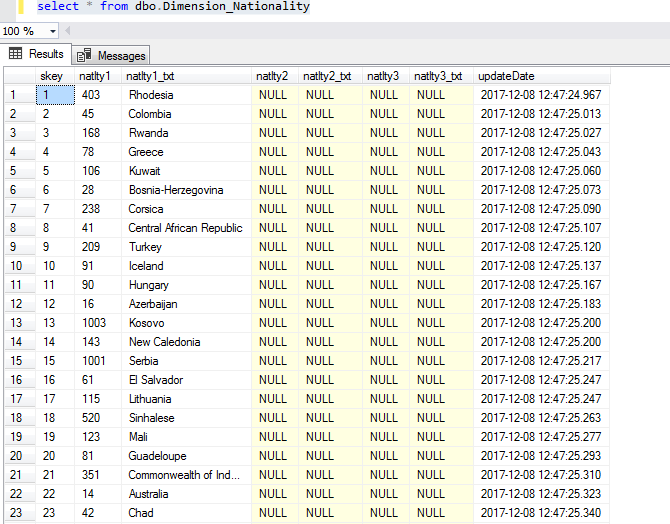 select * from dbo.Dimension_Nationality
100 %
Results Messages
skey natlty1 natlty1_txt natlty2 natlty2_txt natlty3 natlty3_txt updateDate
1 1 403 Rhodesia NULL NULL NULL NULL 2017-12-08 12:47:24.967
2 2 45 Colombia NULL NULL NULL NULL 2017-12-08 12:47:25.013
3 3 168 Rwanda NULL NULL NULL NULL 2017-12-08 12:47:25.027
4 4 78 Greece NULL NULL NULL NULL 2017-12-08 12:47:25.043
5 5 106 Kuwait NULL NULL NULL NULL 2017-12-08 12:47:25.060
6 6 28 Bosnia-Herzegovina NULL NULL NULL NULL 2017-12-08 12:47:25.073
7 7 238 Corsica NULL NULL NULL NULL 2017-12-08 12:47:25.090
8 8 41 Central African Republic NULL NULL NULL NULL 2017-12-08 12:47:25.107
9 9 209 Turkey NULL NULL NULL NULL 2017-12-08 12:47:25.120
10 10 91 Iceland NULL NULL NULL NULL 2017-12-08 12:47:25.137
11 11 90 Hungary NULL NULL NULL NULL 2017-12-08 12:47:25.167
12 12 16 Azerbaijan NULL NULL NULL NULL 2017-12-08 12:47:25.183
13 13 1003 Kosovo NULL NULL NULL NULL 2017-12-08 12:47:25.200
14 14 143 New Caledonia NULL NULL NULL NULL 2017-12-08 12:47:25.200
15 15 1001 Serbia NULL NULL NULL NULL 2017-12-08 12:47:25.217
16 16 61 El Salvador NULL NULL NULL NULL 2017-12-08 12:47:25.247
17 17 115 Lithuania NULL NULL NULL NULL 2017-12-08 12:47:25.247
18 18 520 Sinhalese NULL NULL NULL NULL 2017-12-08 12:47:25.263
19 19 123 Mali NULL NULL NULL NULL 2017-12-08 12:47:25.277
20 20 81 Guadeloupe NULL NULL NULL NULL 2017-12-08 12:47:25.293
21 21 351 Commonwealth of Ind... NULL NULL NULL NULL 2017-12-08 12:47:25.310
22 22 14 Australia NULL NULL NULL NULL 2017-12-08 12:47:25.323
23 23 42 Chad NULL NULL NULL NULL 2017-12-08 12:47:25.340